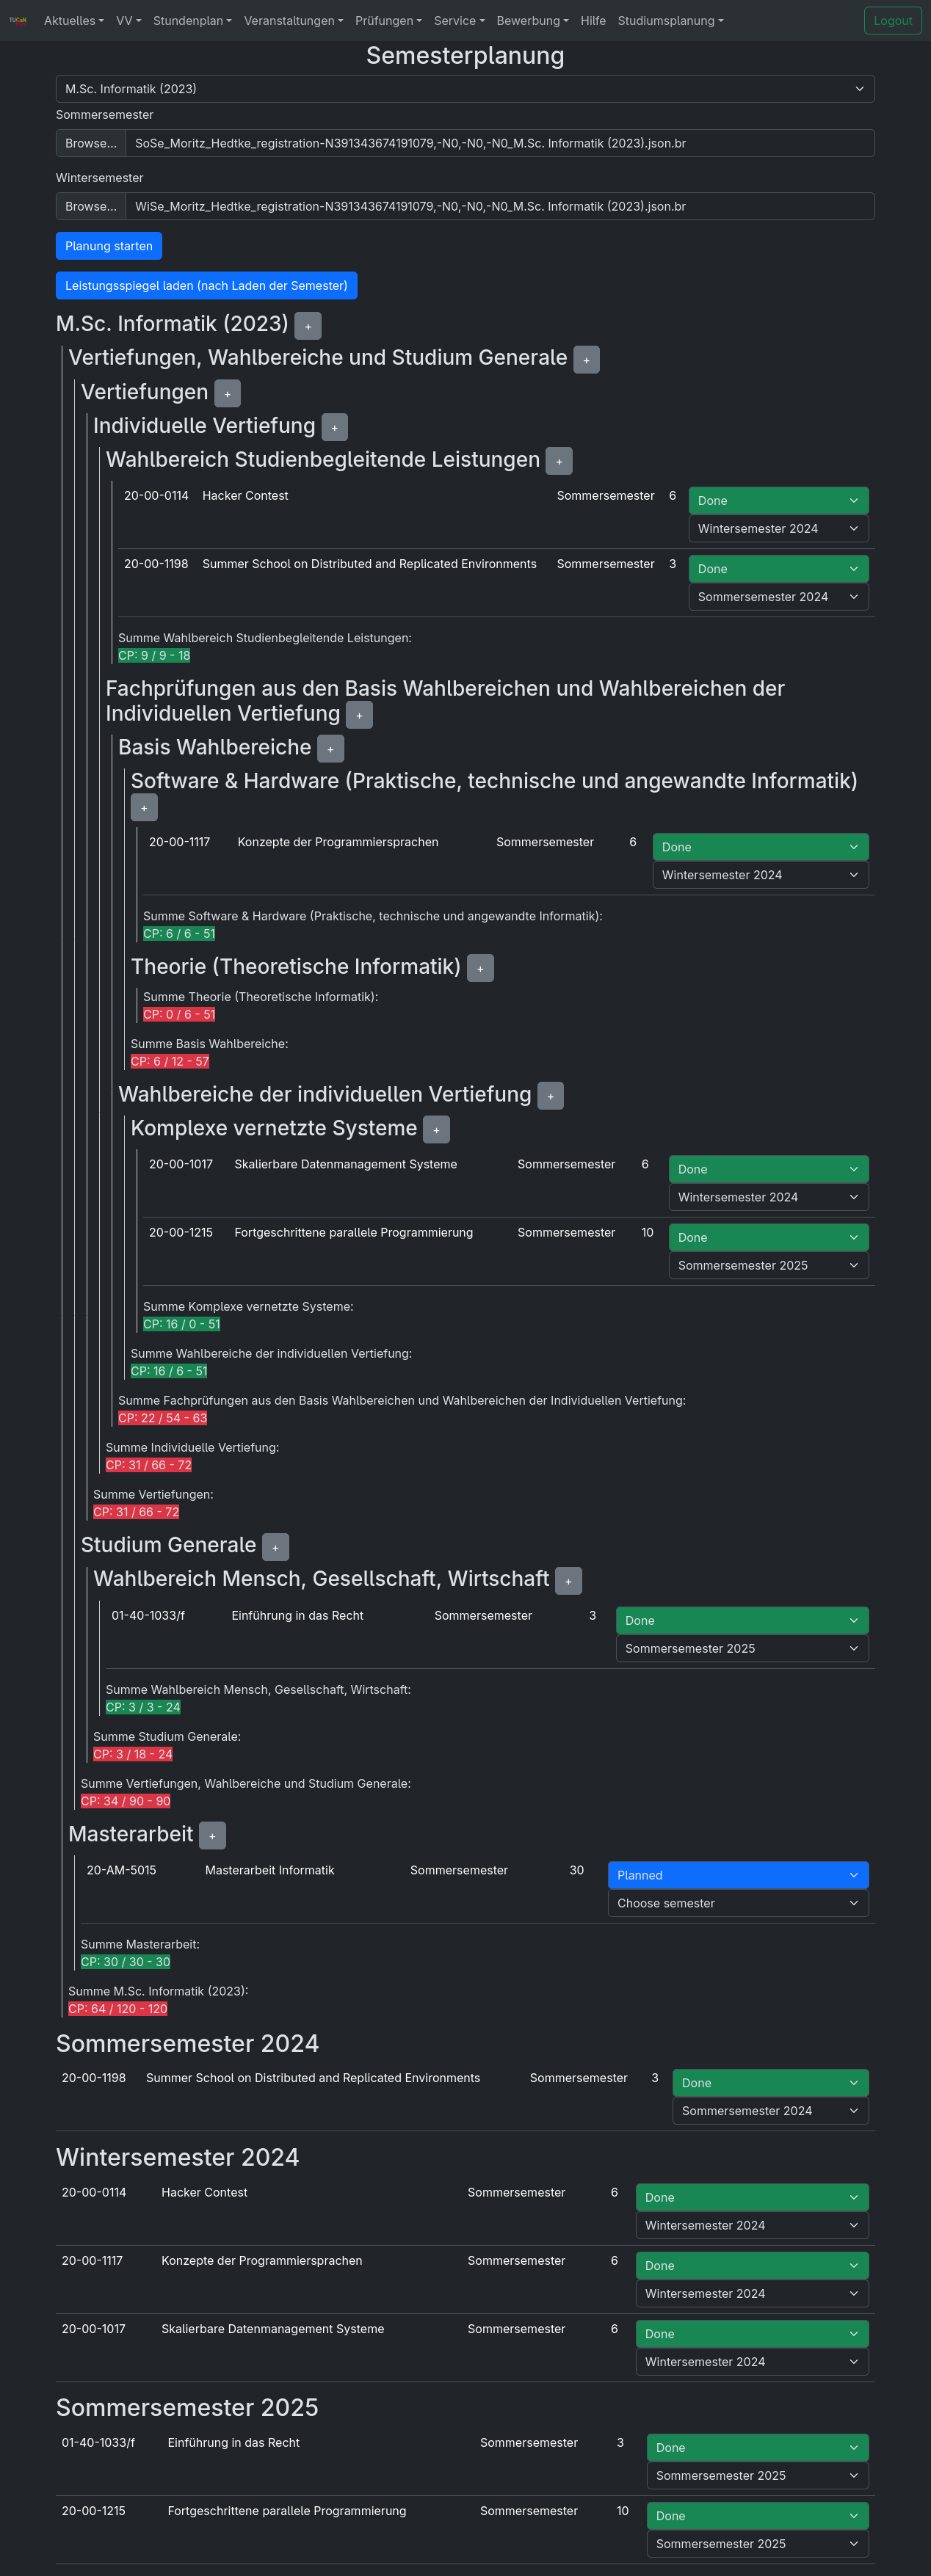 TUCaN Aktuelles VV Stundenplan Veranstaltungen Prüfungen Service Bewerbung Hilfe Studiumsplanung Logout
Semesterplanung
M.Sc. Informatik (2023)
Sommersemester
Browse... SoSe_Moritz_Hedtke_registration-N391343674191079,-N0,-N0,-N0_M.Sc. Informatik (2023).json.br
Wintersemester
Browse... WiSe_Moritz_Hedtke_registration-N391343674191079,-N0,-N0,-N0_M.Sc. Informatik (2023).json.br
Planung starten
Leistungsspiegel laden (nach Laden der Semester)
M.Sc. Informatik (2023) +
Vertiefungen, Wahlbereiche und Studium Generale +
Vertiefungen +
Individuelle Vertiefung +
Wahlbereich Studienbegleitende Leistungen +
20-00-0114 Hacker Contest Sommersemester 6 Done
Wintersemester 2024
20-00-1198 Summer School on Distributed and Replicated Environments Sommersemester 3 Done
Sommersemester 2024
Summe Wahlbereich Studienbegleitende Leistungen:
CP: 9 / 9 - 18
Fachprüfungen aus den Basis Wahlbereichen und Wahlbereichen der
Individuellen Vertiefung +
Basis Wahlbereiche +
Software & Hardware (Praktische, technische und angewandte Informatik)
+
20-00-1117 Konzepte der Programmiersprachen Sommersemester 6 Done
Wintersemester 2024
Summe Software & Hardware (Praktische, technische und angewandte Informatik):
CP: 6 / 6 - 51
Theorie (Theoretische Informatik) +
Summe Theorie (Theoretische Informatik):
CP: 0 / 6 - 51
Summe Basis Wahlbereiche:
CP: 6 / 12 - 57
Wahlbereiche der individuellen Vertiefung +
Komplexe vernetzte Systeme +
20-00-1017 Skalierbare Datenmanagement Systeme Sommersemester 6 Done
Wintersemester 2024
20-00-1215 Fortgeschrittene parallele Programmierung Sommersemester 10 Done
Sommersemester 2025
Summe Komplexe vernetzte Systeme:
CP: 16 / 0 - 51
Summe Wahlbereiche der individuellen Vertiefung:
CP: 16 / 6 - 51
Summe Fachprüfungen aus den Basis Wahlbereichen und Wahlbereichen der Individuellen Vertiefung:
CP: 22 / 54 - 63
Summe Individuelle Vertiefung:
CP: 31 / 66 - 72
Summe Vertiefungen:
CP: 31 / 66 - 72
Studium Generale +
Wahlbereich Mensch, Gesellschaft, Wirtschaft +
01-40-1033/f Einführung in das Recht Sommersemester 3 Done
Sommersemester 2025
Summe Wahlbereich Mensch, Gesellschaft, Wirtschaft:
CP: 3 / 3 - 24
Summe Studium Generale:
CP: 3 / 18 - 24
Summe Vertiefungen, Wahlbereiche und Studium Generale:
CP: 34 / 90 - 90
Masterarbeit +
20-AM-5015 Masterarbeit Informatik Sommersemester 30 Planned
Choose semester
Summe Masterarbeit:
CP: 30 / 30 - 30
Summe M.Sc. Informatik (2023):
CP: 64 / 120 - 120
Sommersemester 2024
20-00-1198 Summer School on Distributed and Replicated Environments Sommersemester 3 Done
Sommersemester 2024
Wintersemester 2024
20-00-0114 Hacker Contest Sommersemester 6 Done
Wintersemester 2024
20-00-1117 Konzepte der Programmiersprachen Sommersemester 6 Done
Wintersemester 2024
20-00-1017 Skalierbare Datenmanagement Systeme Sommersemester 6 Done
Wintersemester 2024
Sommersemester 2025
01-40-1033/f Einführung in das Recht Sommersemester 3 Done
Sommersemester 2025
20-00-1215 Fortgeschrittene parallele Programmierung Sommersemester 10 Done
Sommersemester 2025